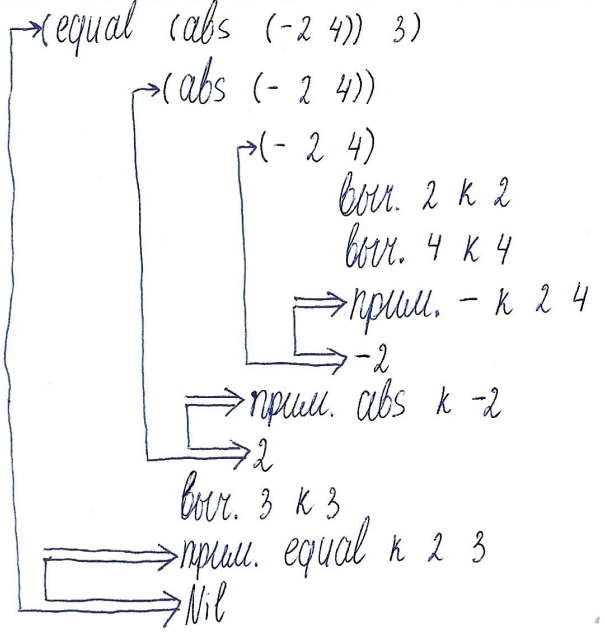 (equal (abs (-2 4)) 3)
(abs (- 2 4))
(- 2 4)
выч. 2 к 2
выч. 4 к 4
прим. - к 2 4
-2
прим. abs к -2
2
выч. 3 к 3
прим. equal к 2 3
Nil